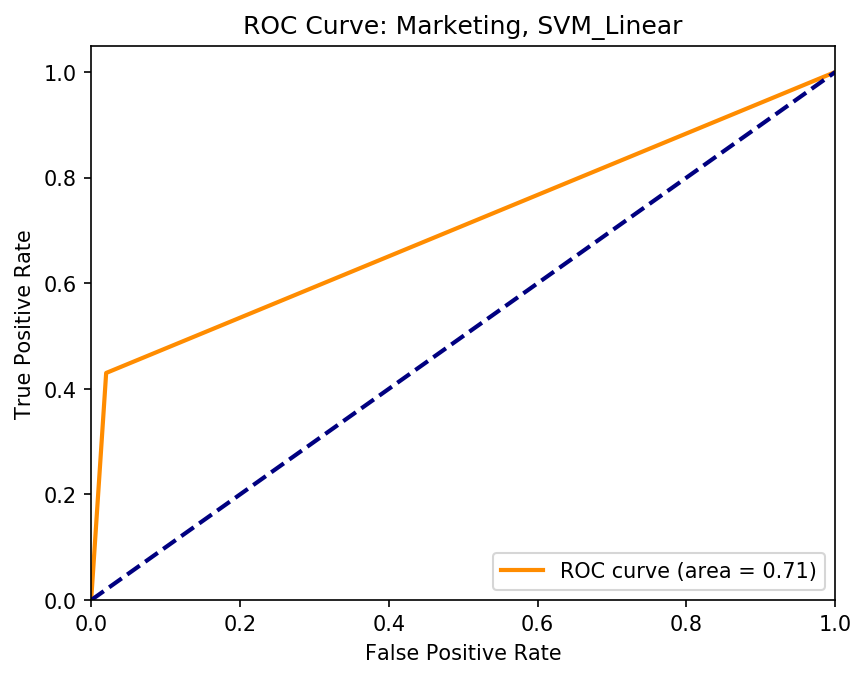 ROC Curve: Marketing, SVM_Linear
True Positive Rate
1.0
0.8
0.6
0.4
0.2
0.0
ROC curve (area = 0.71)
0.0 0.2 0.4 0.6 0.8 1.0
False Positive Rate